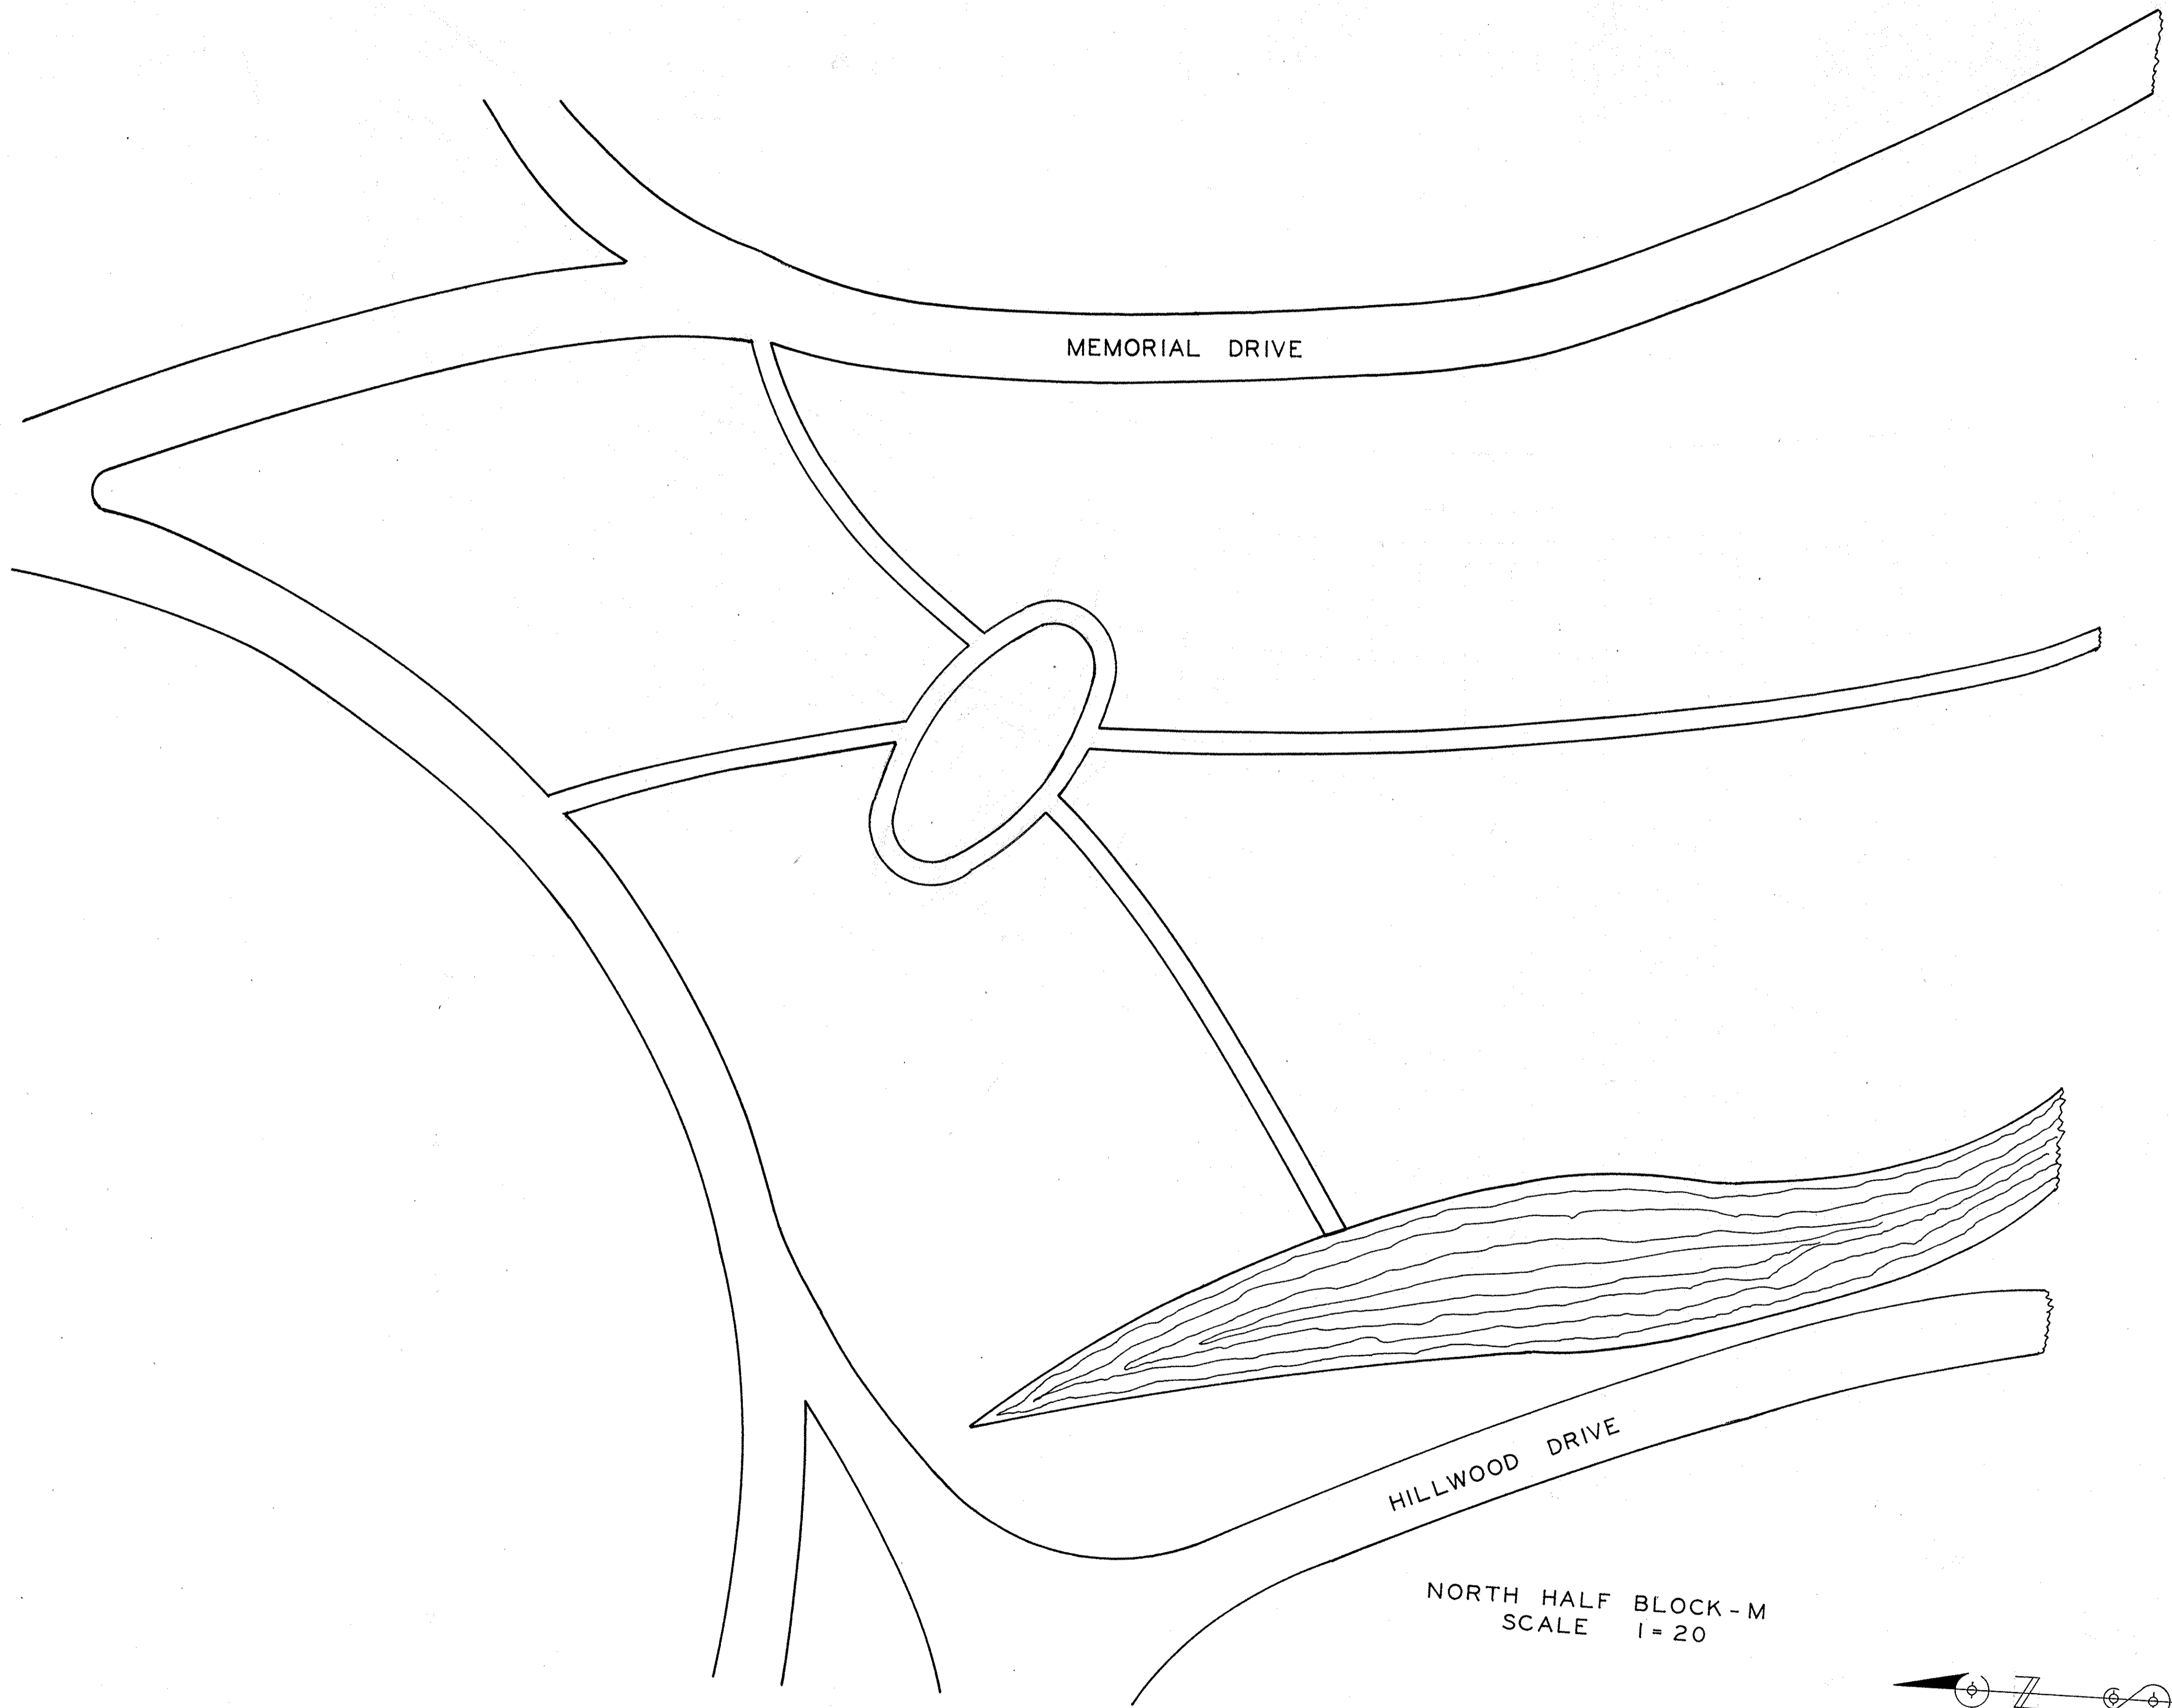 MEMORIAL DRIVE
HILLWOOD DRIVE
NORTH HALF BLOCK - M
SCALE 1 = 20
N